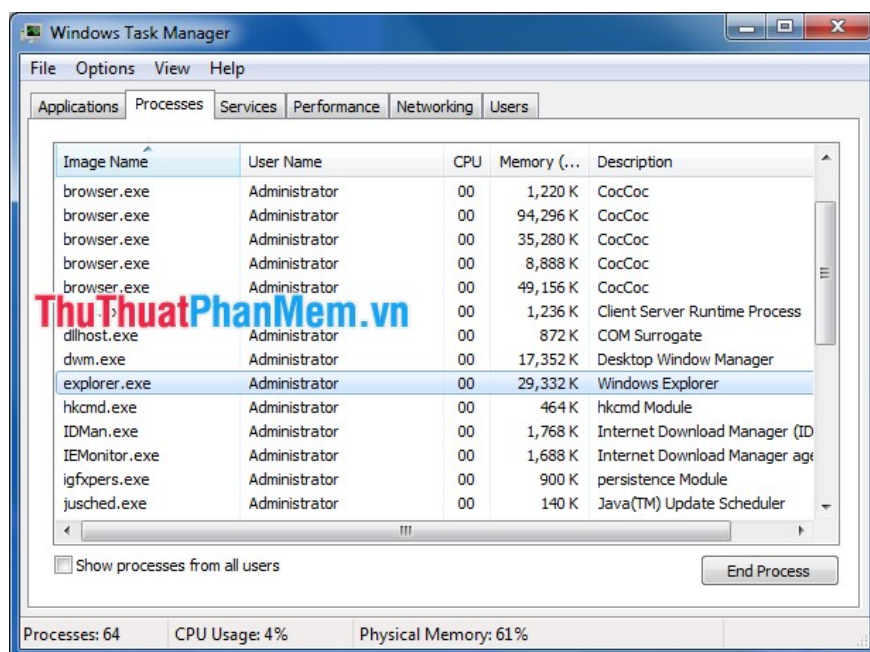 Windows Task Manager
File Options View Help
Applications Processes Services Performance Networking Users
Image Name User Name CPU Memory (... Description
browser.exe Administrator 00 1,220 K CocCoc
browser.exe Administrator 00 94,296 K CocCoc
browser.exe Administrator 00 35,280 K CocCoc
browser.exe Administrator 00 8,888 K CocCoc
browser.exe Administrator 00 49,156 K CocCoc
ThuThuatPhanMem.vn
1,236 K Client Server Runtime Process
dllhost.exe Administrator 00 872 K COM Surrogate
dwm.exe Administrator 00 17,352 K Desktop Window Manager
explorer.exe Administrator 00 29,332 K Windows Explorer
hkcmd.exe Administrator 00 464 K hkcmd Module
IDMan.exe Administrator 00 1,768 K Internet Download Manager (ID
IEMonitor.exe Administrator 00 1,688 K Internet Download Manager age
igfxpers.exe Administrator 00 900 K persistence Module
jusched.exe Administrator 00 140 K Java(TM) Update Scheduler
Show processes from all users
End Process
Processes: 64 CPU Usage: 4% Physical Memory: 61%